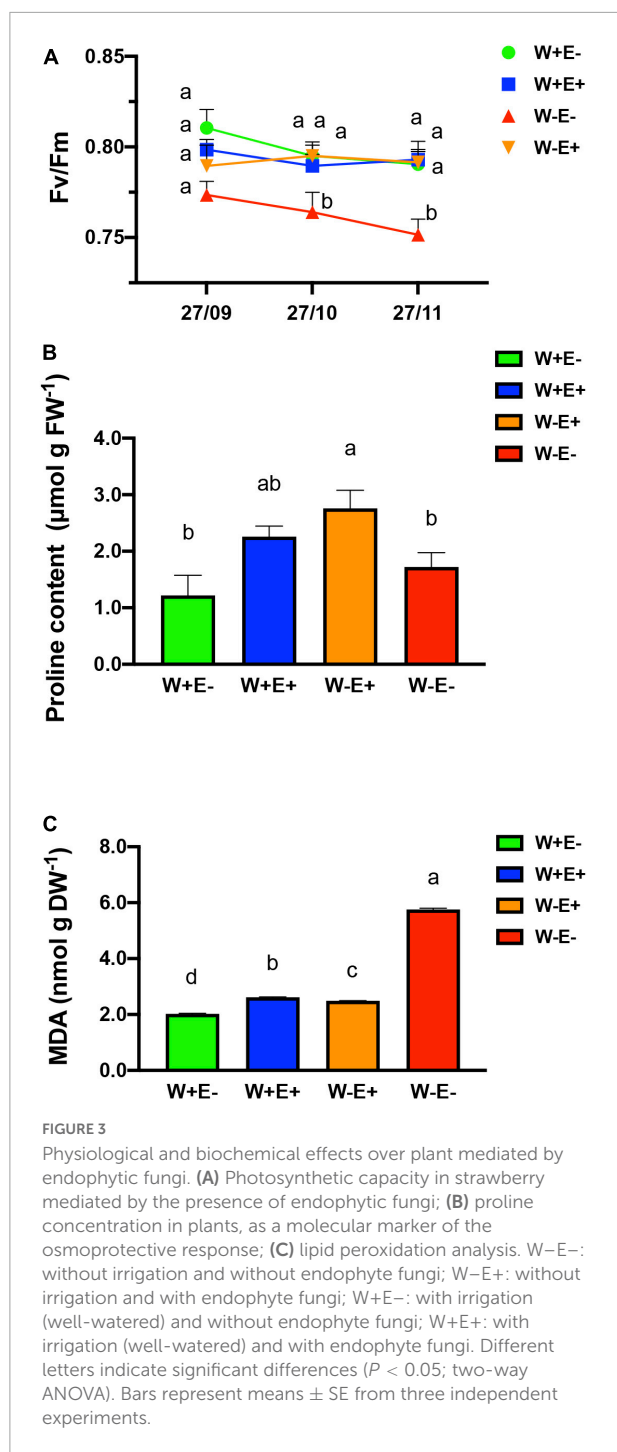 A
0.85
0.80
0.75
Fv/Fm
a
a
a
a
a a
a
b
a
a
a
b
27/09 27/10 27/11
W+E-
W+E+
W-E-
W-E+
B
4.0
3.0
2.0
1.0
0.0
Proline content (μmol g FW⁻¹)
b ab a b
W+E- W+E+ W-E+ W-E-
W+E-
W+E+
W-E+
W-E-
C
8.0
6.0
4.0
2.0
0.0
MDA (nmol g DW⁻¹)
d b c a
W+E- W+E+ W-E+ W-E-
W+E-
W+E+
W-E+
W-E-
FIGURE 3
Physiological and biochemical effects over plant mediated by
endophytic fungi. (A) Photosynthetic capacity in strawberry
mediated by the presence of endophytic fungi; (B) proline
concentration in plants, as a molecular marker of the
osmoprotective response; (C) lipid peroxidation analysis. W–E–:
without irrigation and without endophyte fungi; W–E+: without
irrigation and with endophyte fungi; W+E–: with irrigation
(well-watered) and without endophyte fungi; W+E+: with
irrigation (well-watered) and with endophyte fungi. Different
letters indicate significant differences (P < 0.05; two-way
ANOVA). Bars represent means ± SE from three independent
experiments.